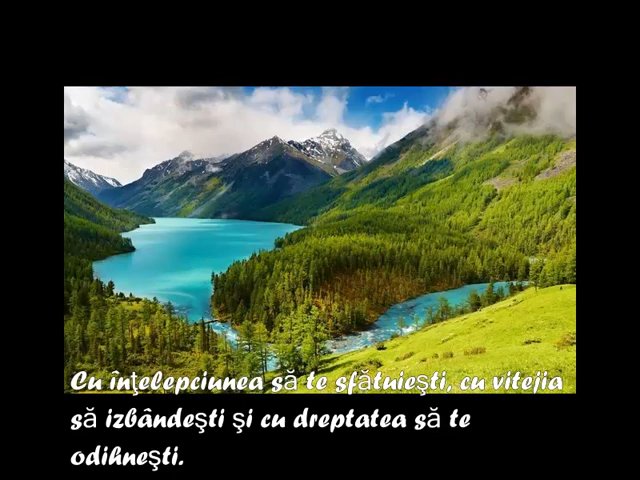 Cu înţelepciunea să te sfătuieşti, cu vitejia
să izbândeşti şi cu dreptatea să te
odihneşti.